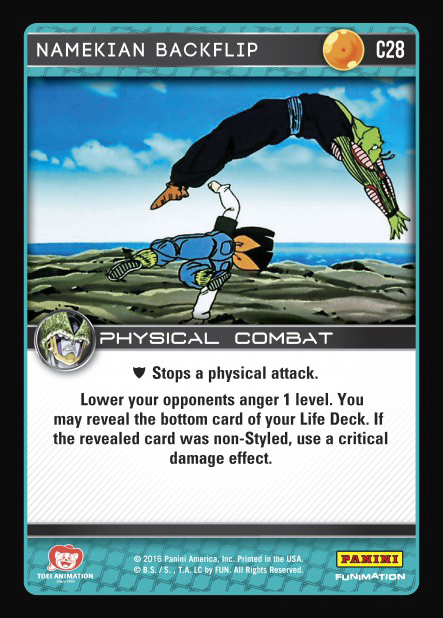 NAMEKIAN BACKFLIP C28
PHYSICAL COMBAT
Stops a physical attack.
Lower your opponents anger 1 level. You
may reveal the bottom card of your Life Deck. If
the revealed card was non-Styled, use a critical
damage effect.
TOEI ANIMATION
© 2016 Panini America, Inc. Printed in the USA.
© B.S. / S. , T.A. LC by FUN. All Rights Reserved.
PANINI
FUNIMATION